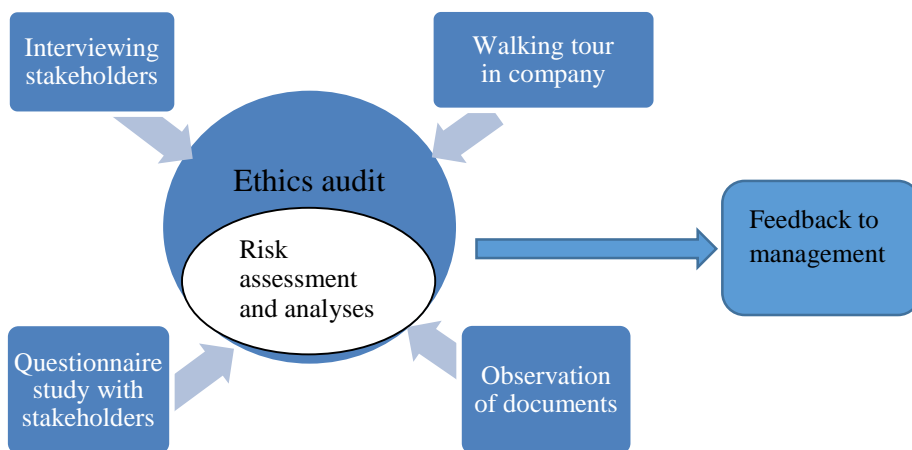 Interviewing
stakeholders
Walking tour
in company
Ethics audit
Risk
assessment
and analyses
Feedback to
management
Questionnaire
study with
stakeholders
Observation
of documents